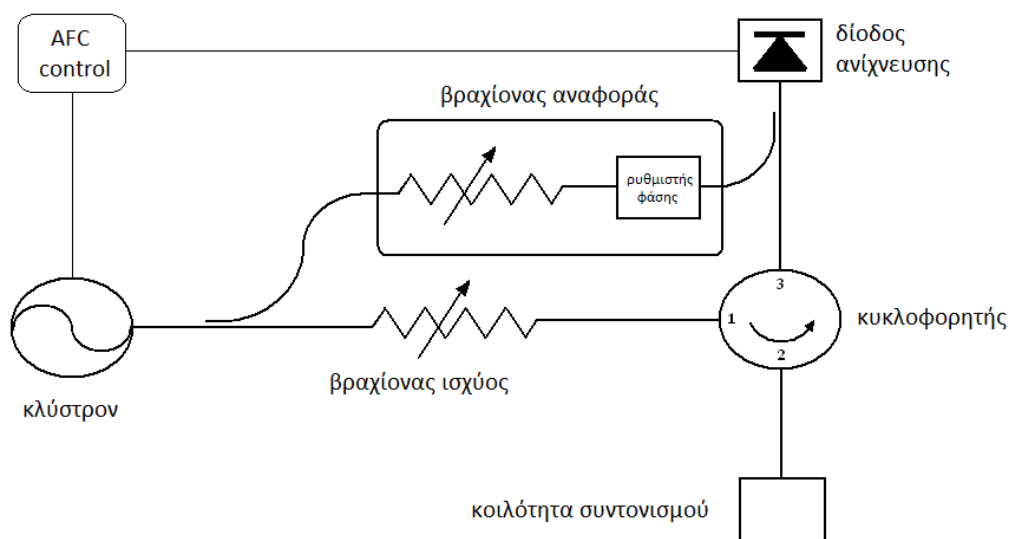 AFC
control
δίοδος
ανίχνευσης
βραχίονας αναφοράς
ρυθμιστής
φάσης
3
1
2
κυκλοφορητής
βραχίονας ισχύος
κλύστρον
κοιλότητα συντονισμού